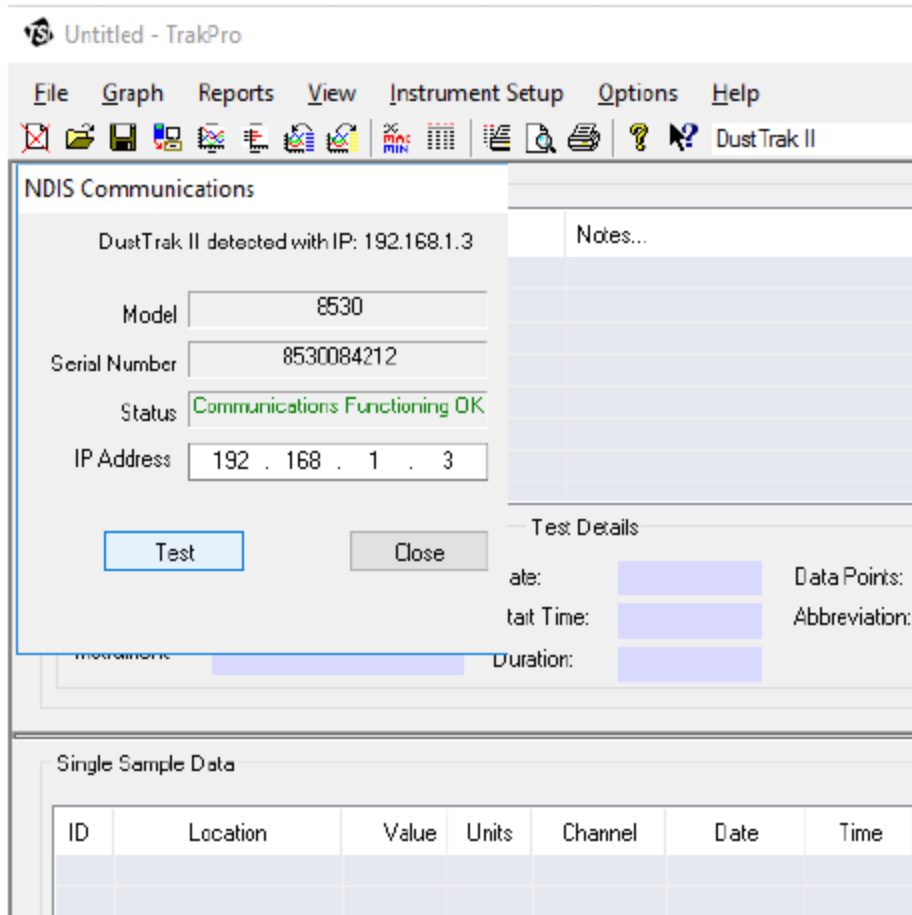 Untitled - TrakPro
File Graph Reports View Instrument Setup Options Help
DustTrak II
NDIS Communications
DustTrak II detected with IP: 192.168.1.3
Notes...
Model 8530
Serial Number 8530084212
Status Communications Functioning OK
IP Address 192 . 168 . 1 . 3
Test Details
Test Close
ate: Data Points:
tart Time: Abbreviation:
Duration:
Single Sample Data
ID Location Value Units Channel Date Time